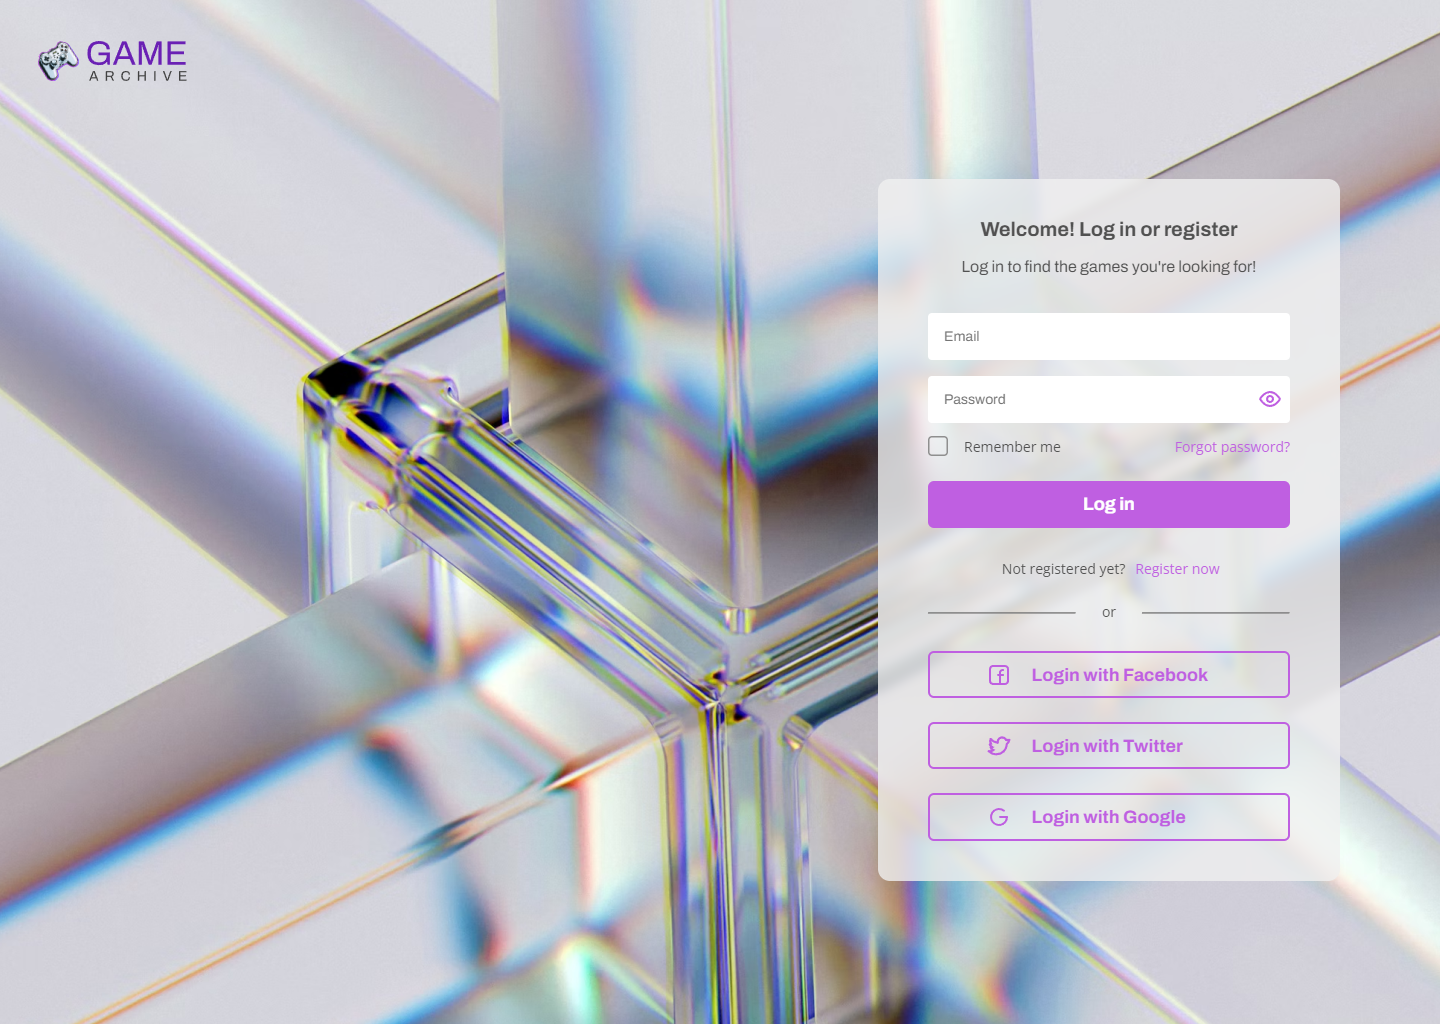 GAME
ARCHIVE
Welcome! Log in or register
Log in to find the games you're looking for!
Email
Password
Remember me Forgot password?
Log in
Not registered yet? Register now
or
Login with Facebook
Login with Twitter
Login with Google